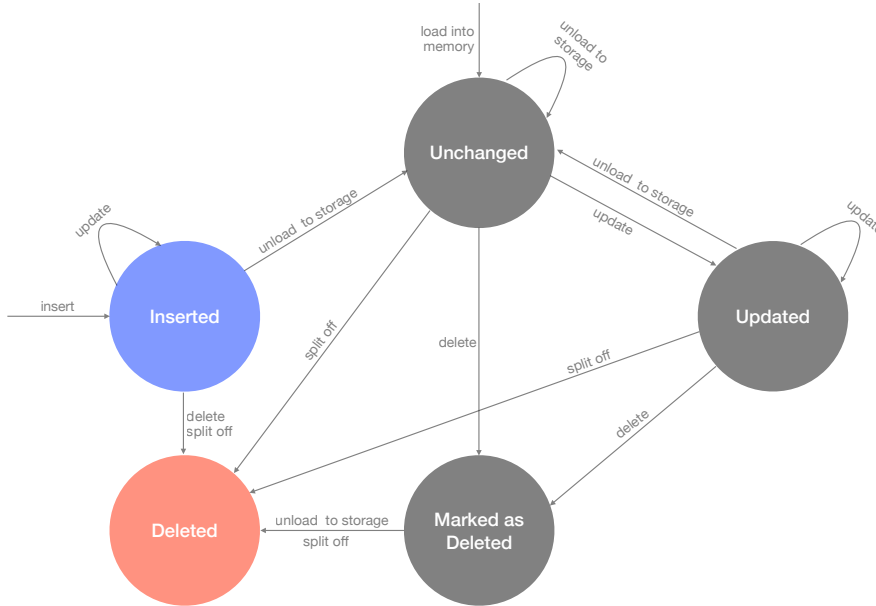 load into
memory
unload to
storage
Unchanged
unload to storage
unload to storage
update
update
update
insert
Inserted
Updated
split off
delete
split off
delete
split off
delete
Deleted
unload to storage
split off
Marked as
Deleted